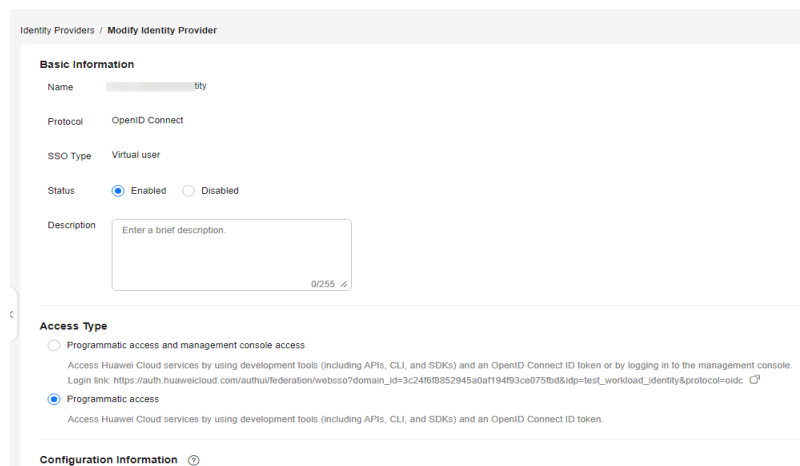 Identity Providers / Modify Identity Provider
Basic Information
Name tity
Protocol OpenID Connect
SSO Type Virtual user
Status Enabled Disabled
Description Enter a brief description.
0/255
Access Type
Programmatic access and management console access
Access Huawei Cloud services by using development tools (including APIs, CLI, and SDKs) and an OpenID Connect ID token or by logging in to the management console.
Login link: https://auth.huaweicloud.com/authui/federation/websso?domain_id=3c24f6f8852945a0af194f93ce075fbd&idp=test_workload_identity&protocol=oidc
Programmatic access
Access Huawei Cloud services by using development tools (including APIs, CLI, and SDKs) and an OpenID Connect ID token.
Configuration Information ?